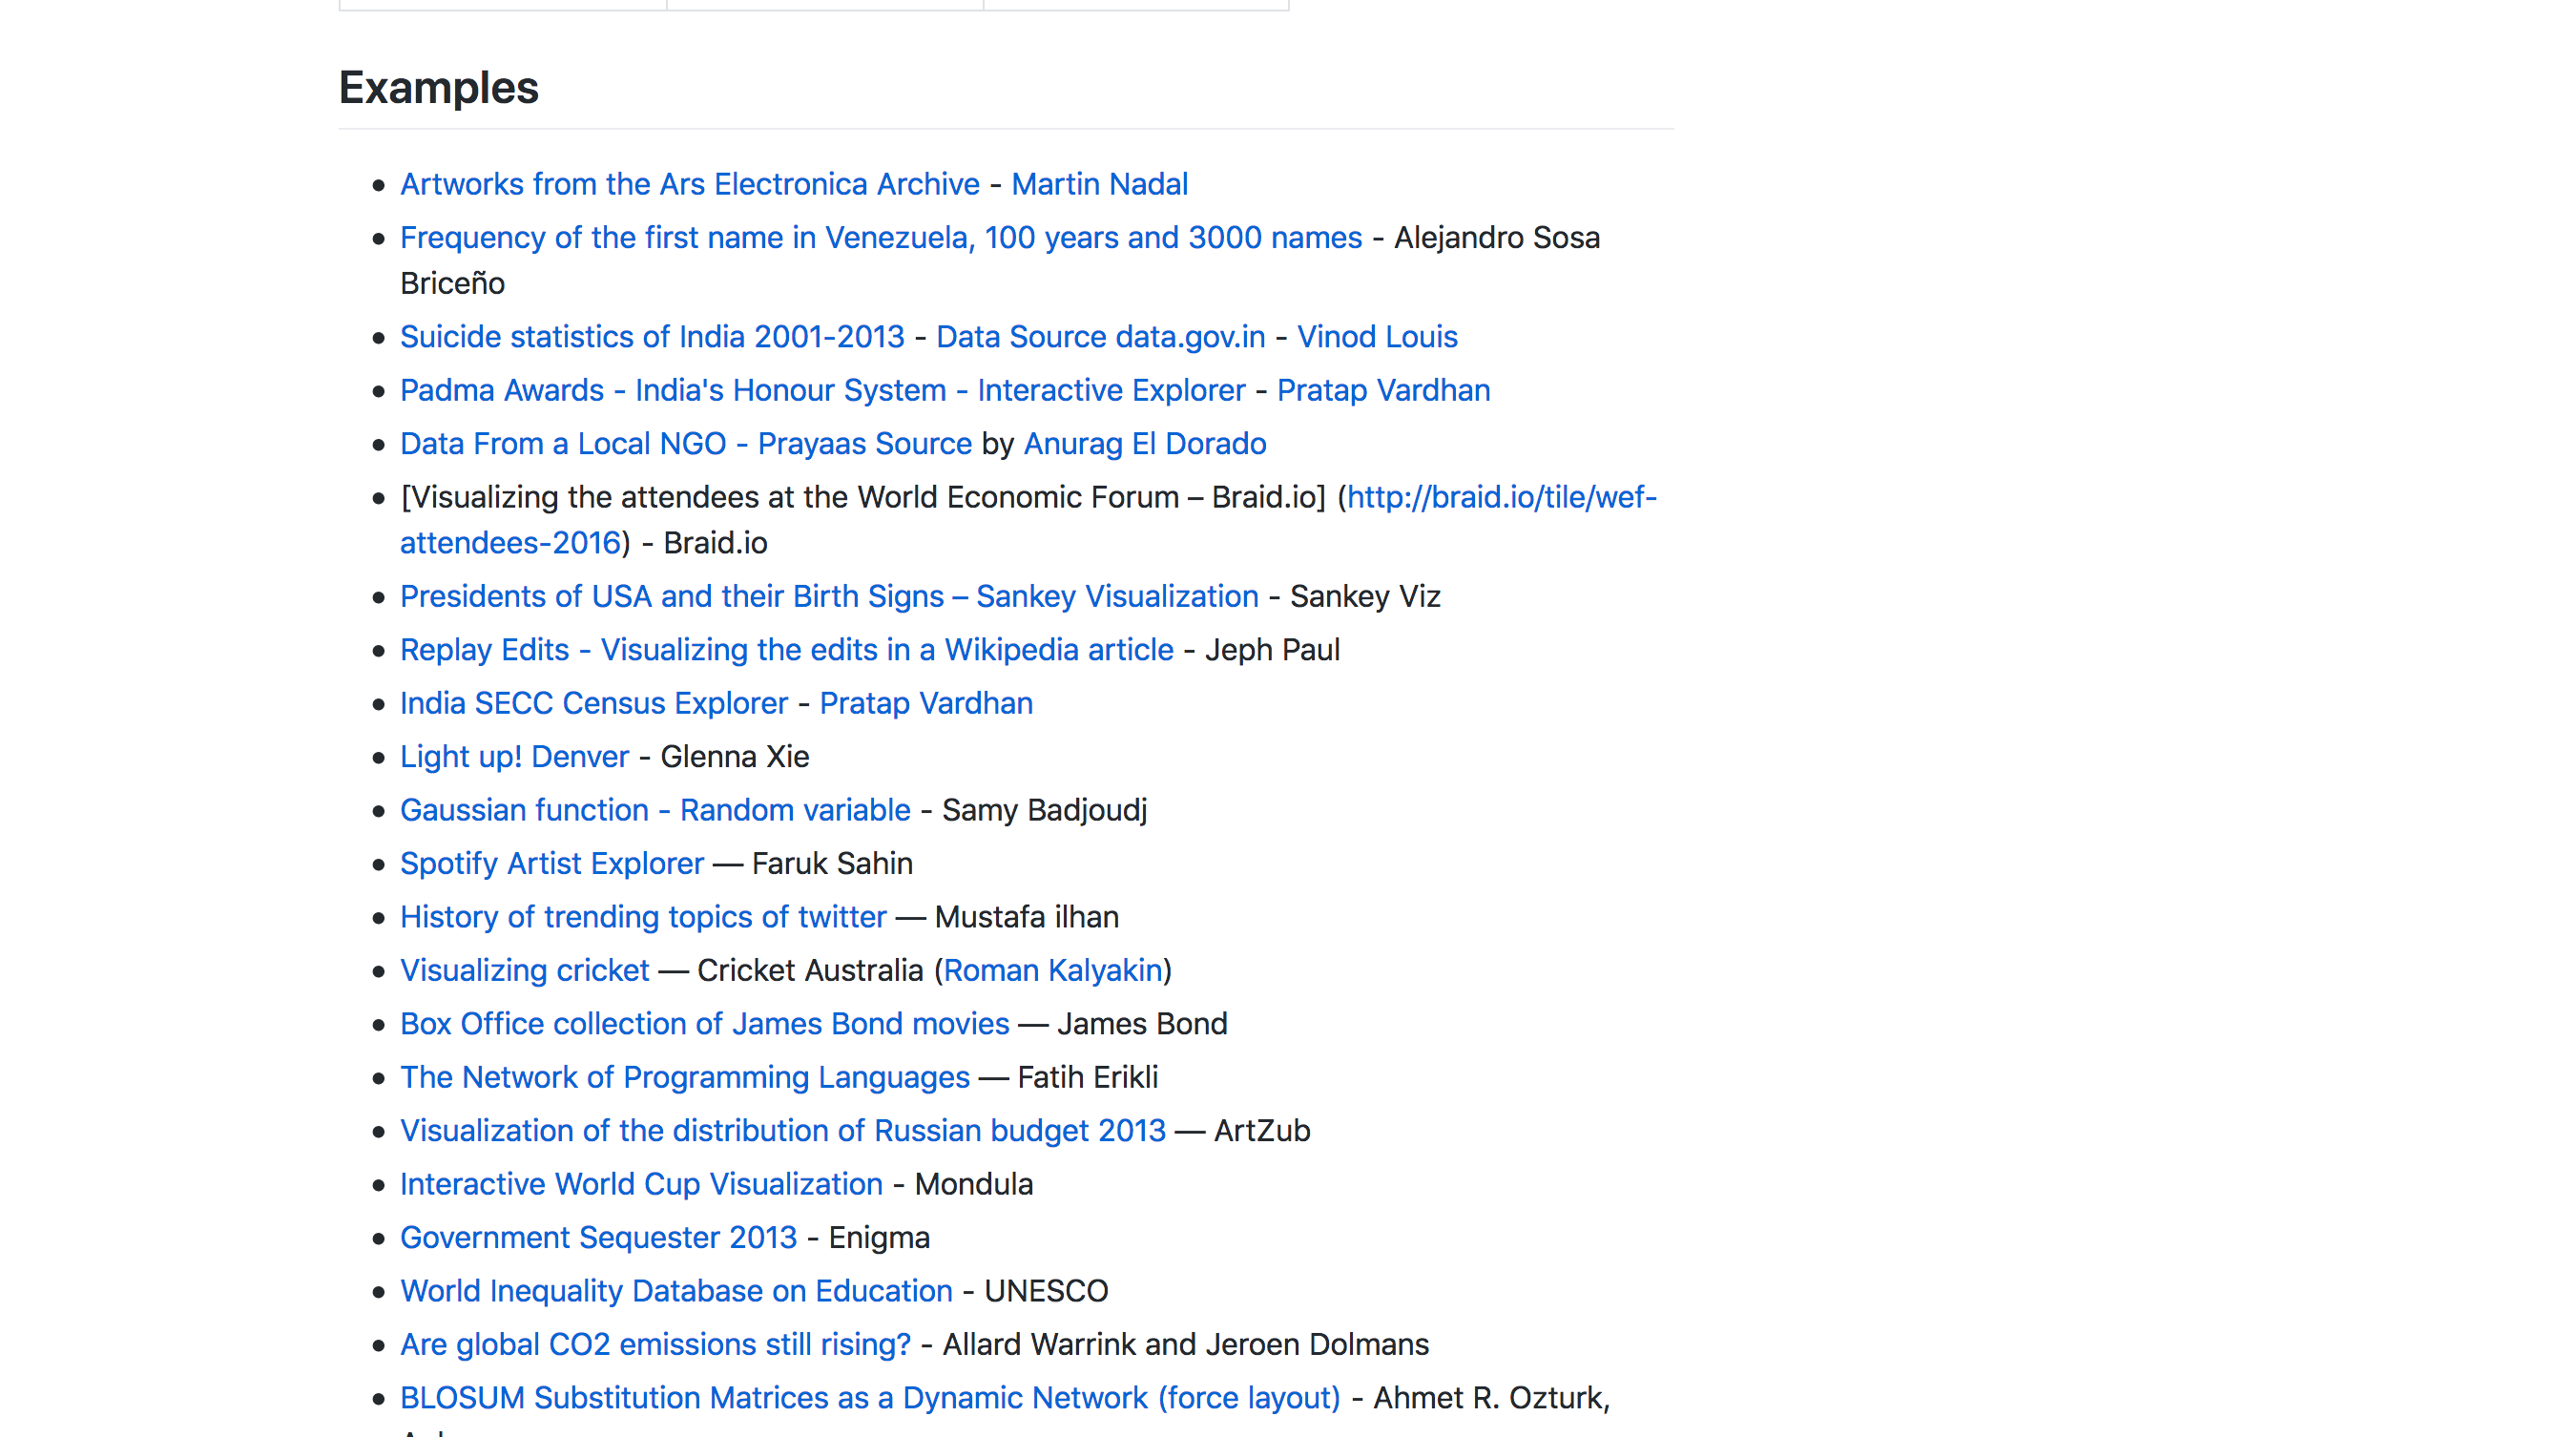 Examples
Artworks from the Ars Electronica Archive - Martin Nadal
Frequency of the first name in Venezuela, 100 years and 3000 names - Alejandro Sosa
Briceño
Suicide statistics of India 2001-2013 - Data Source data.gov.in - Vinod Louis
Padma Awards - India's Honour System - Interactive Explorer - Pratap Vardhan
Data From a Local NGO - Prayaas Source by Anurag El Dorado
[Visualizing the attendees at the World Economic Forum – Braid.io] (http://braid.io/tile/wef-
attendees-2016) - Braid.io
Presidents of USA and their Birth Signs – Sankey Visualization - Sankey Viz
Replay Edits - Visualizing the edits in a Wikipedia article - Jeph Paul
India SECC Census Explorer - Pratap Vardhan
Light up! Denver - Glenna Xie
Gaussian function - Random variable - Samy Badjoudj
Spotify Artist Explorer — Faruk Sahin
History of trending topics of twitter — Mustafa ilhan
Visualizing cricket — Cricket Australia (Roman Kalyakin)
Box Office collection of James Bond movies — James Bond
The Network of Programming Languages — Fatih Erikli
Visualization of the distribution of Russian budget 2013 — ArtZub
Interactive World Cup Visualization - Mondula
Government Sequester 2013 - Enigma
World Inequality Database on Education - UNESCO
Are global CO2 emissions still rising? - Allard Warrink and Jeroen Dolmans
BLOSUM Substitution Matrices as a Dynamic Network (force layout) - Ahmet R. Ozturk,